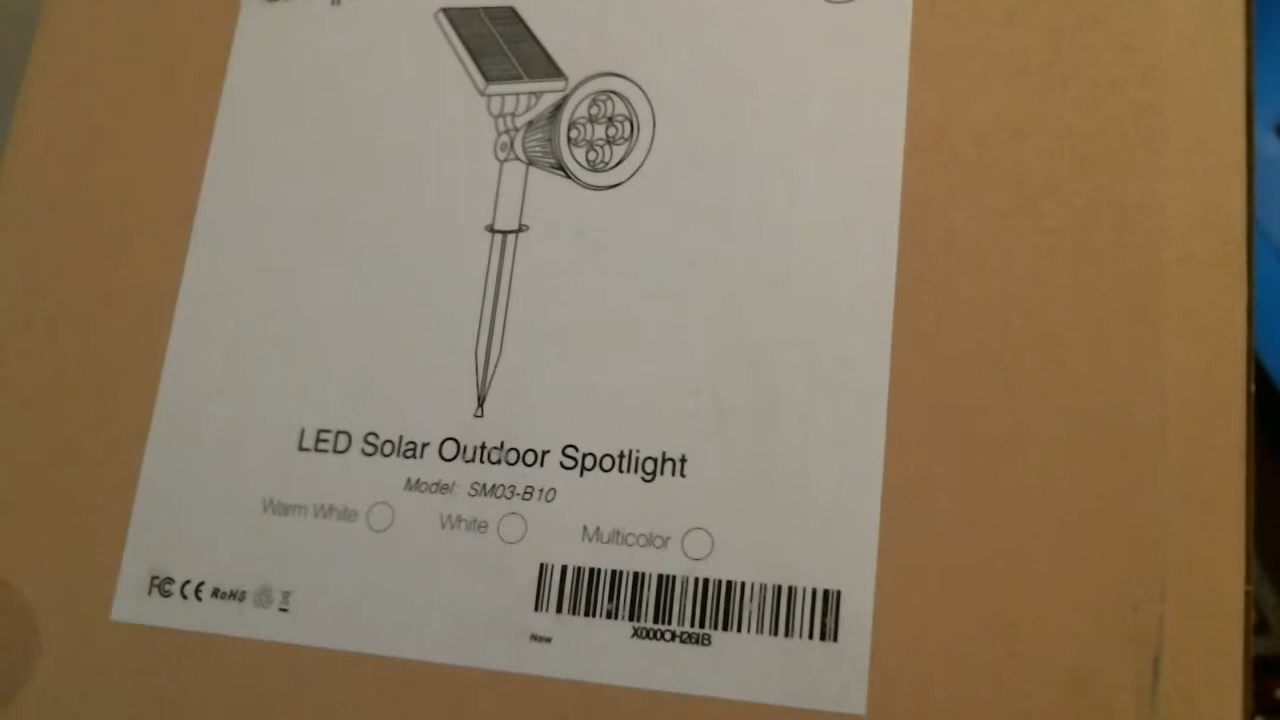 LED Solar Outdoor Spotlight
Model: SM03-B10
Warm White White Multicolor
FC CE RoHS
X000OH26IB
New